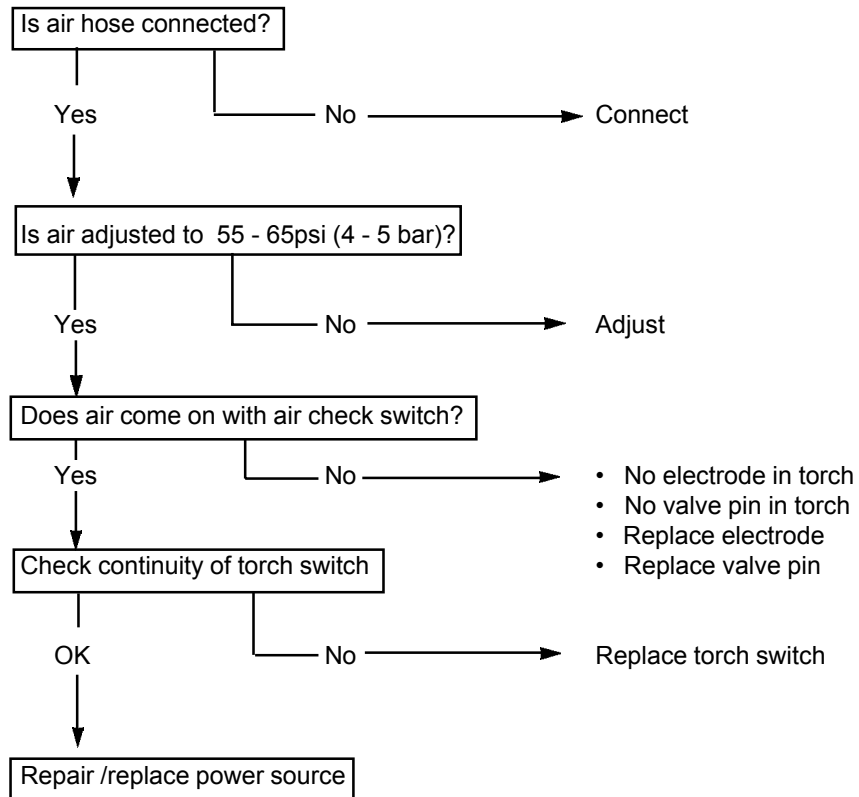 Is air hose connected?
Yes
No
Connect
Is air adjusted to 55 - 65psi (4 - 5 bar)?
Yes
No
Adjust
Does air come on with air check switch?
Yes
No
• No electrode in torch
• No valve pin in torch
• Replace electrode
• Replace valve pin
Check continuity of torch switch
OK
No
Replace torch switch
Repair /replace power source